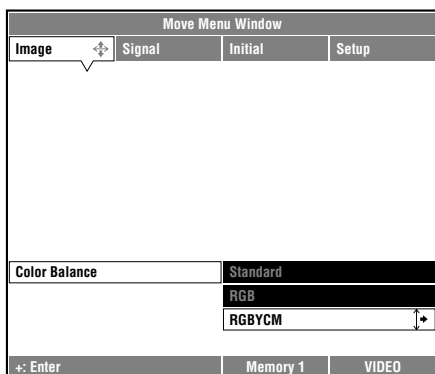 Move Menu Window
Image Signal Initial Setup
Color Balance Standard
RGB
RGBYCM
+: Enter Memory 1 VIDEO